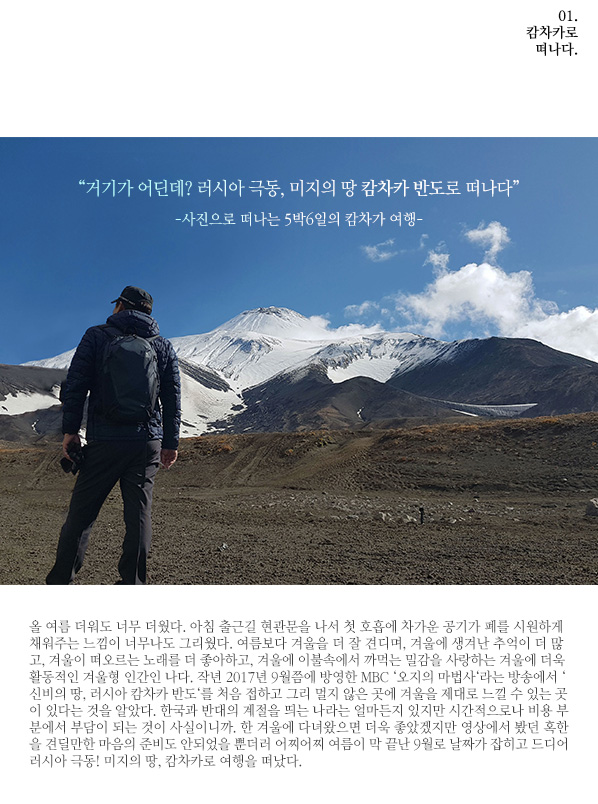 01.
캄차카로
떠나다.
“거기가 어딘데? 러시아 극동, 미지의 땅 캄차카 반도로 떠나다”
-사진으로 떠나는 5박6일의 캄차가 여행-
올 여름 더워도 너무 더웠다. 아침 출근길 현관문을 나서 첫 호흡에 차가운 공기가 폐를 시원하게
채워주는 느낌이 너무나도 그리웠다. 여름보다 겨울을 더 잘 견디며, 겨울에 생겨난 추억이 더 많
고, 겨울이 떠오르는 노래를 더 좋아하고, 겨울에 이불속에서 까먹는 밀감을 사랑하는 겨울에 더욱
활동적인 겨울형 인간인 나다. 작년 2017년 9월쯤에 방영한 MBC ‘오지의 마법사‘라는 방송에서 ‘
신비의 땅, 러시아 캄차카 반도‘를 처음 접하고 그리 멀지 않은 곳에 겨울을 제대로 느낄 수 있는 곳
이 있다는 것을 알았다. 한국과 반대의 계절을 띄는 나라는 얼마든지 있지만 시간적으로나 비용 부
분에서 부담이 되는 것이 사실이니까. 한 겨울에 다녀왔으면 더욱 좋았겠지만 영상에서 봤던 혹한
을 견딜만한 마음의 준비도 안되었을 뿐더러 어찌어찌 여름이 막 끝난 9월로 날짜가 잡히고 드디어
러시아 극동! 미지의 땅, 캄차카로 여행을 떠났다.